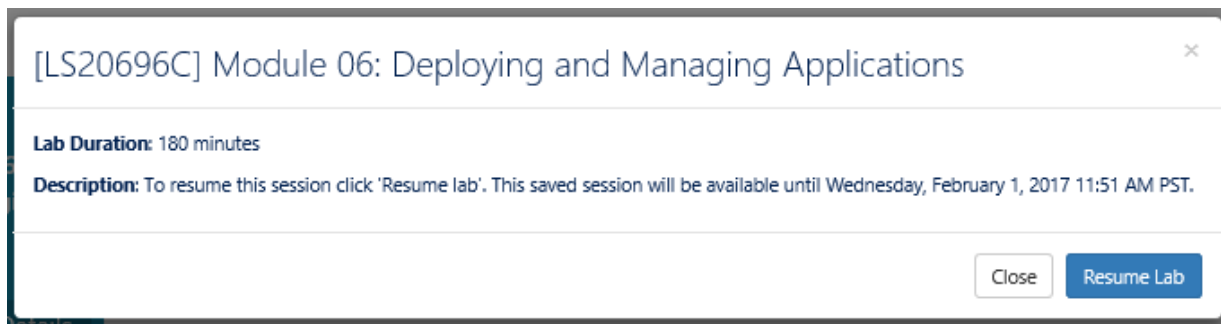 [LS20696C] Module 06: Deploying and Managing Applications
×
Lab Duration: 180 minutes
Description: To resume this session click 'Resume lab'. This saved session will be available until Wednesday, February 1, 2017 11:51 AM PST.
Close
Resume Lab